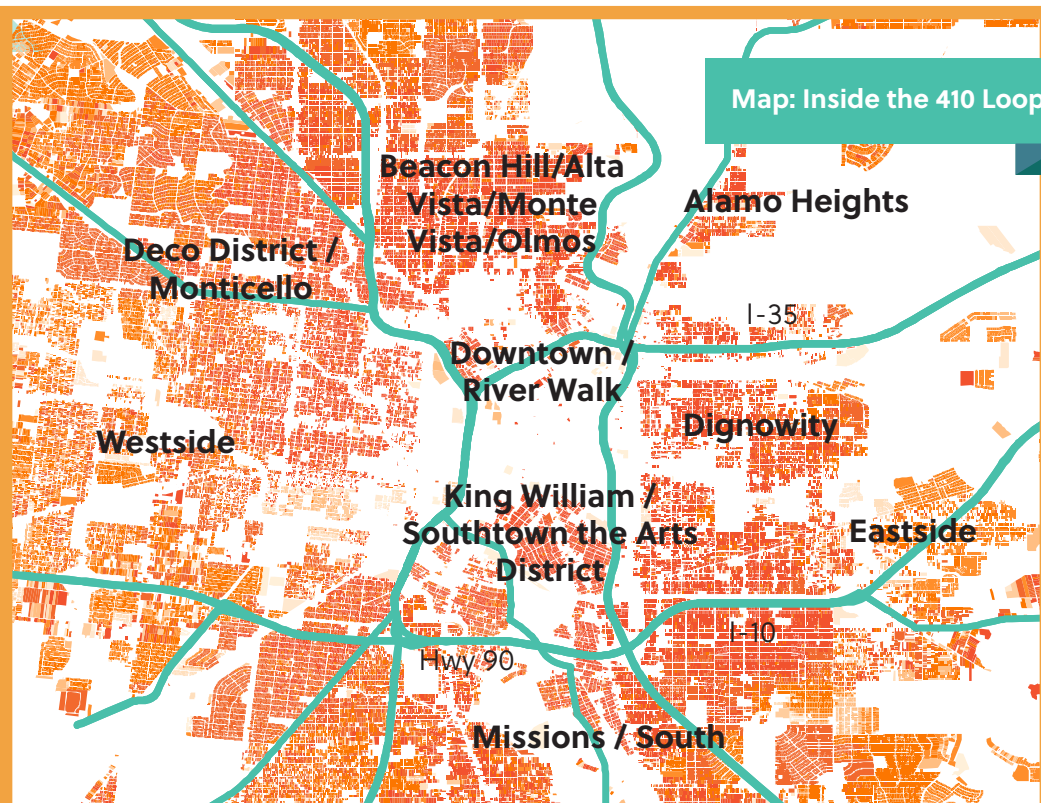 Map: Inside the 410 Loop
Beacon Hill/Alta
Vista/Monte
Vista/Olmos
Alamo Heights
Deco District /
Monticello
I-35
Downtown /
River Walk
Dignowity
Westside
King William /
Southtown the Arts
District
Eastside
I-10
Hwy 90
Missions / South